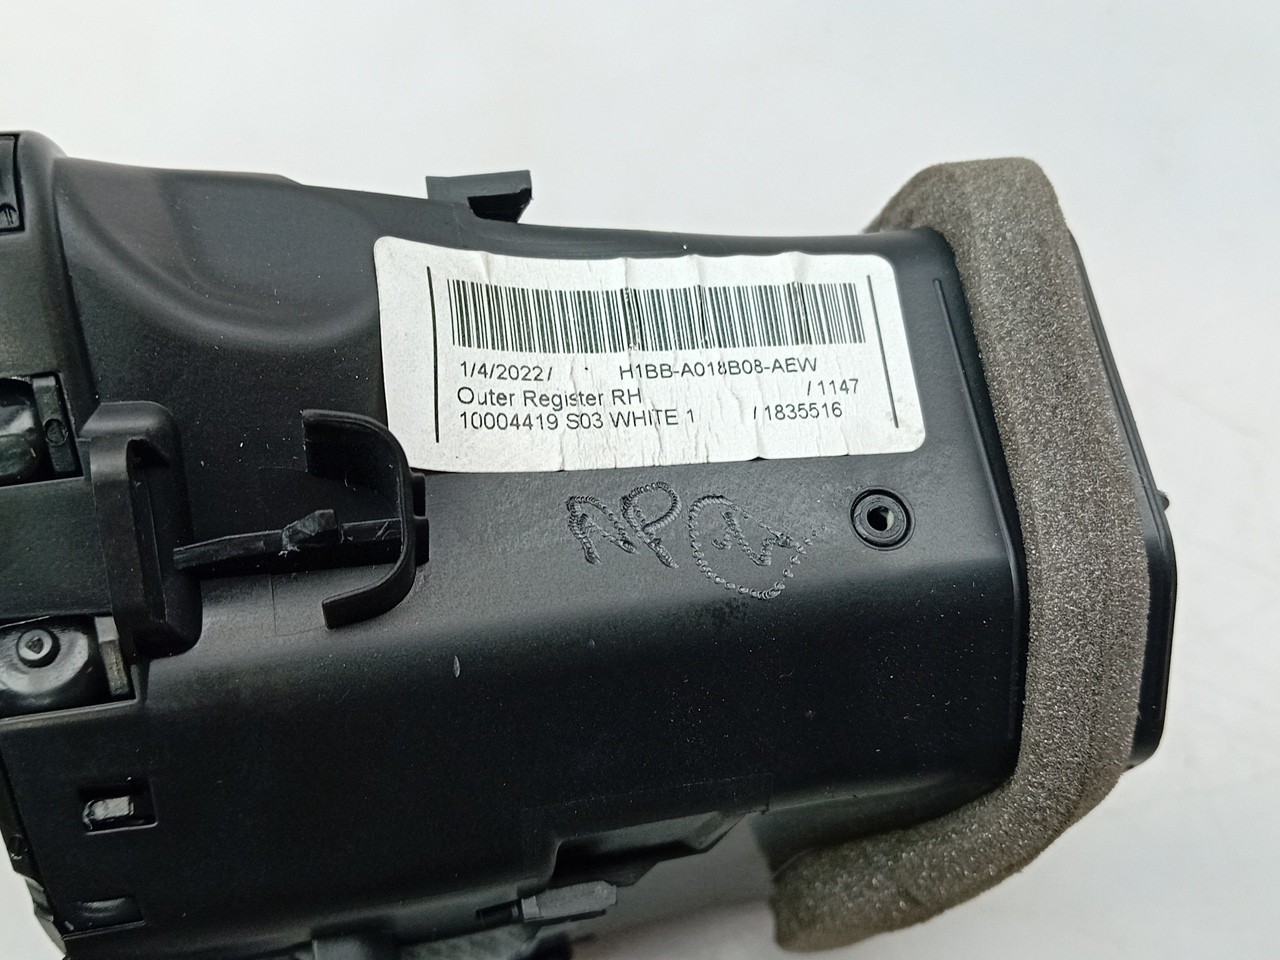 1/4/2022/ H1BB-A018B08-AEW
Outer Register RH /1147
10004419 S03 WHITE 1 /1835516